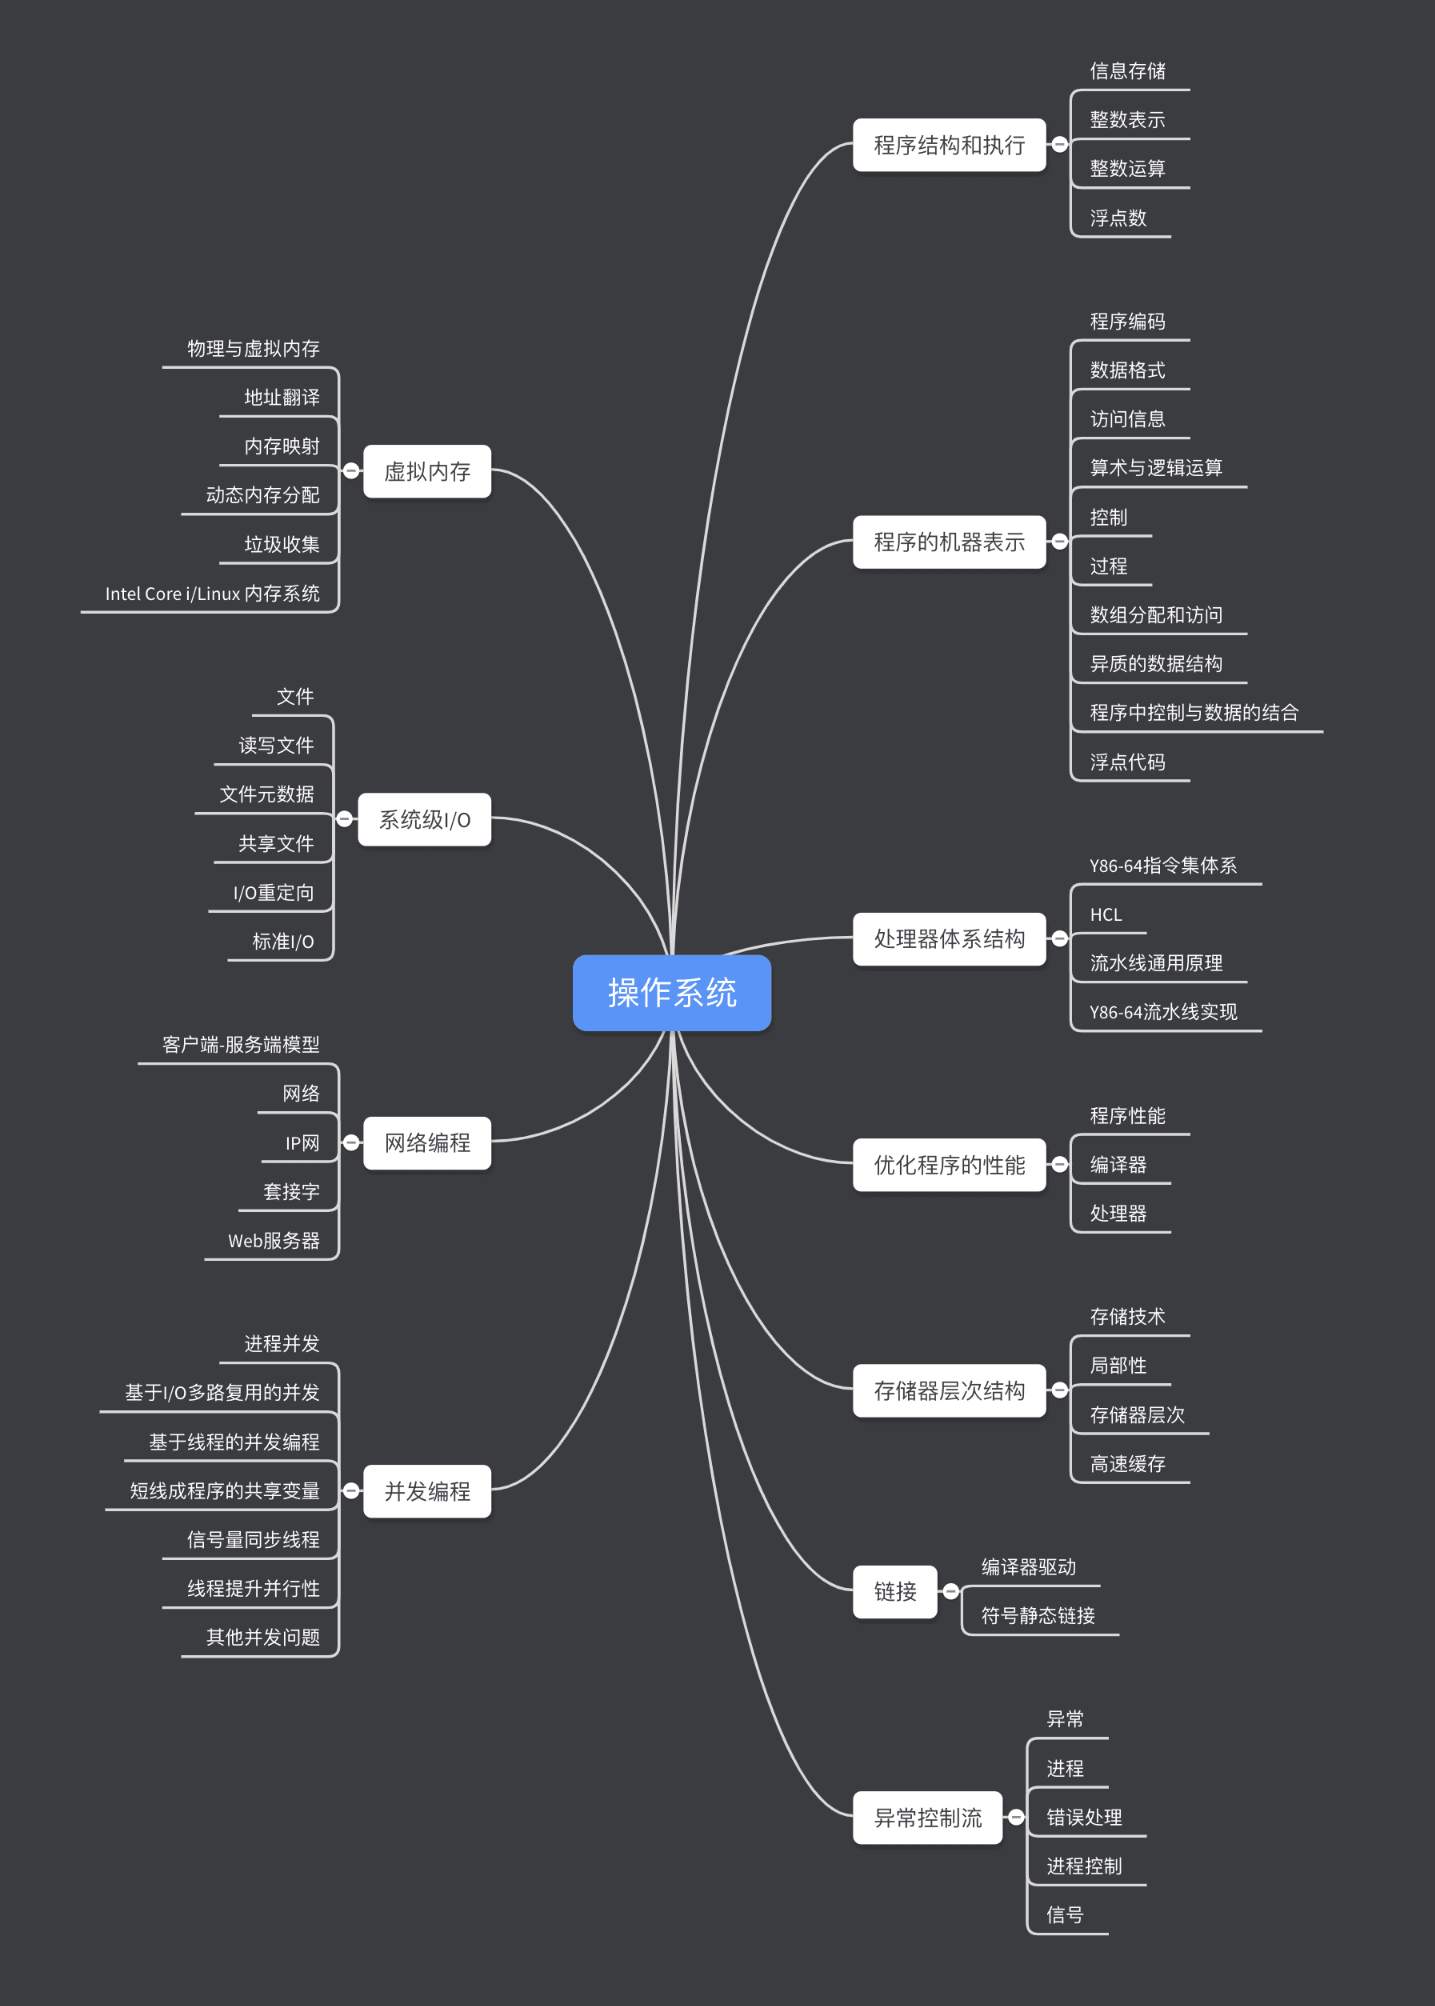 操作系统
程序结构和执行
信息存储
整数表示
整数运算
浮点数
程序的机器表示
程序编码
数据格式
访问信息
算术与逻辑运算
控制
过程
数组分配和访问
异质的数据结构
程序中控制与数据的结合
浮点代码
处理器体系结构
Y86-64指令集体系
HCL
流水线通用原理
Y86-64流水线实现
优化程序的性能
程序性能
编译器
处理器
存储器层次结构
存储技术
局部性
存储器层次
高速缓存
链接
编译器驱动
符号静态链接
异常控制流
异常
进程
错误处理
进程控制
信号
虚拟内存
物理与虚拟内存
地址翻译
内存映射
动态内存分配
垃圾收集
Intel Core i/Linux 内存系统
系统级I/O
文件
读写文件
文件元数据
共享文件
I/O重定向
标准I/O
网络编程
客户端-服务端模型
网络
IP网
套接字
Web服务器
并发编程
进程并发
基于I/O多路复用的并发
基于线程的并发编程
短线成程序的共享变量
信号量同步线程
线程提升并行性
其他并发问题